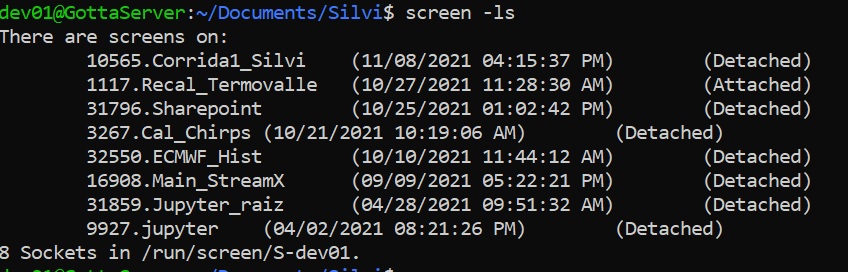 dev01@GottaServer:~/Documents/Silvi$ screen -ls
There are screens on:
10565.Corrida1_Silvi (11/08/2021 04:15:37 PM) (Detached)
1117.Recal_Termovalle (10/27/2021 11:28:30 AM) (Attached)
31796.Sharepoint (10/25/2021 01:02:42 PM) (Detached)
3267.Cal_Chirps (10/21/2021 10:19:06 AM) (Detached)
32550.ECMWF_Hist (10/10/2021 11:44:12 AM) (Detached)
16908.Main_StreamX (09/09/2021 05:22:21 PM) (Detached)
31859.Jupyter_raiz (04/28/2021 09:51:32 AM) (Detached)
9927.jupyter (04/02/2021 08:21:26 PM) (Detached)
8 Sockets in /run/screen/S-dev01.
dev01@GottaServer:~/Documents/Silvi$